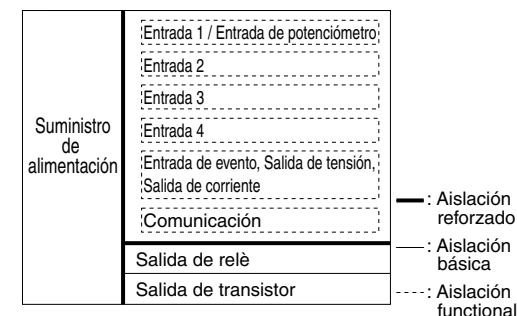 Suministro
de
alimentación
Entrada 1 / Entrada de potenciómetro
Entrada 2
Entrada 3
Entrada 4
Entrada de evento, Salida de tensión,
Salida de corriente
Comunicación
Salida de relè
Salida de transistor
: Aislación
reforzado
: Aislación
básica
: Aislación
functional